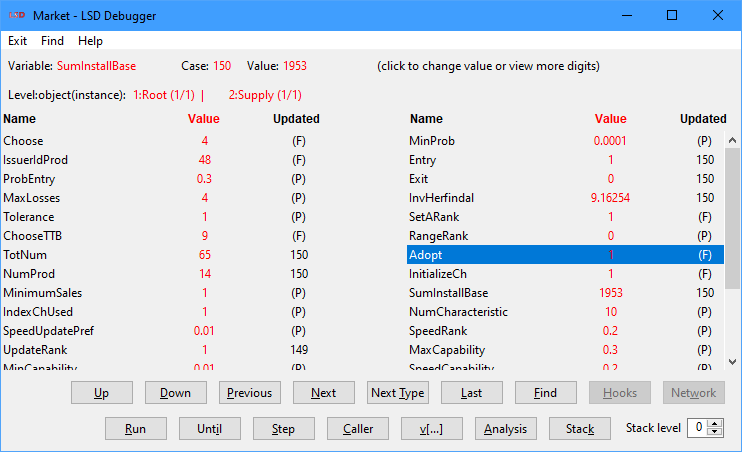 LSD Market - LSD Debugger
Exit Find Help
Variable: SumInstallBase Case: 150 Value: 1953 (click to change value or view more digits)
Level:object(instance): 1:Root (1/1) | 2:Supply (1/1)
Name Value Updated Name Value Updated
Choose 4 (F) MinProb 0.0001 (P)
IssuerIdProd 48 (F) Entry 1 150
ProbEntry 0.3 (P) Exit 0 150
MaxLosses 4 (P) InvHerfindal 9.16254 150
Tolerance 1 (P) SetARank 1 (F)
ChooseTTB 9 (F) RangeRank 0 (P)
TotNum 65 150 Adopt 1 (F)
NumProd 14 150 InitializeCh 1 (F)
MinimumSales 1 (P) SumInstallBase 1953 150
IndexChUsed 1 (P) NumCharacteristic 10 (P)
SpeedUpdatePref 0.01 (P) SpeedRank 0.2 (P)
UpdateRank 1 149 MaxCapability 0.3 (P)
MinCapability 0.01 (P) SpeedCapability 0.2 (P)
Up Down Previous Next Next Type Last Find Hooks Network
Run Until Step Caller v[...] Analysis Stack Stack level 0